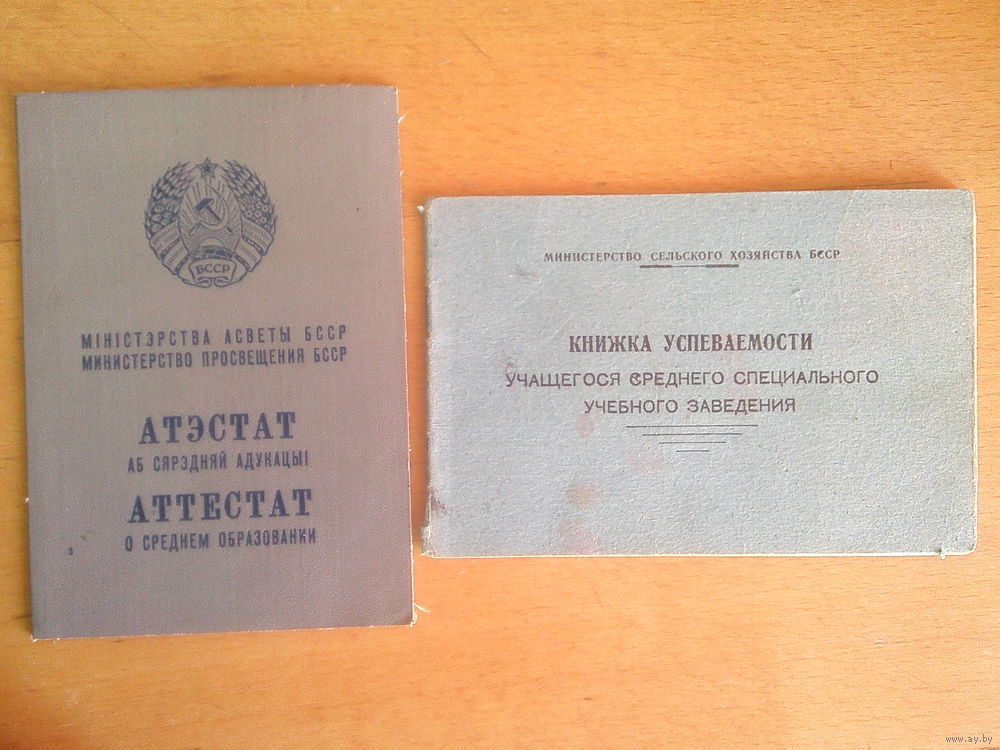 БССР
МІНІСТЭРСТВА АСВЕТЫ БССР
МИНИСТЕРСТВО ПРОСВЕЩЕНИЯ БССР
АТЭСТАТ
АБ СЯРЭДНЯЙ АДУКАЦЫІ
АТТЕСТАТ
О СРЕДНЕМ ОБРАЗОВАНИИ
з
МИНИСТЕРСТВО СЕЛЬСКОГО ХОЗЯЙСТВА БССР
КНИЖКА УСПЕВАЕМОСТИ
УЧАЩЕГОСЯ СРЕДНЕГО СПЕЦИАЛЬНОГО
УЧЕБНОГО ЗАВЕДЕНИЯ
www.ay.by